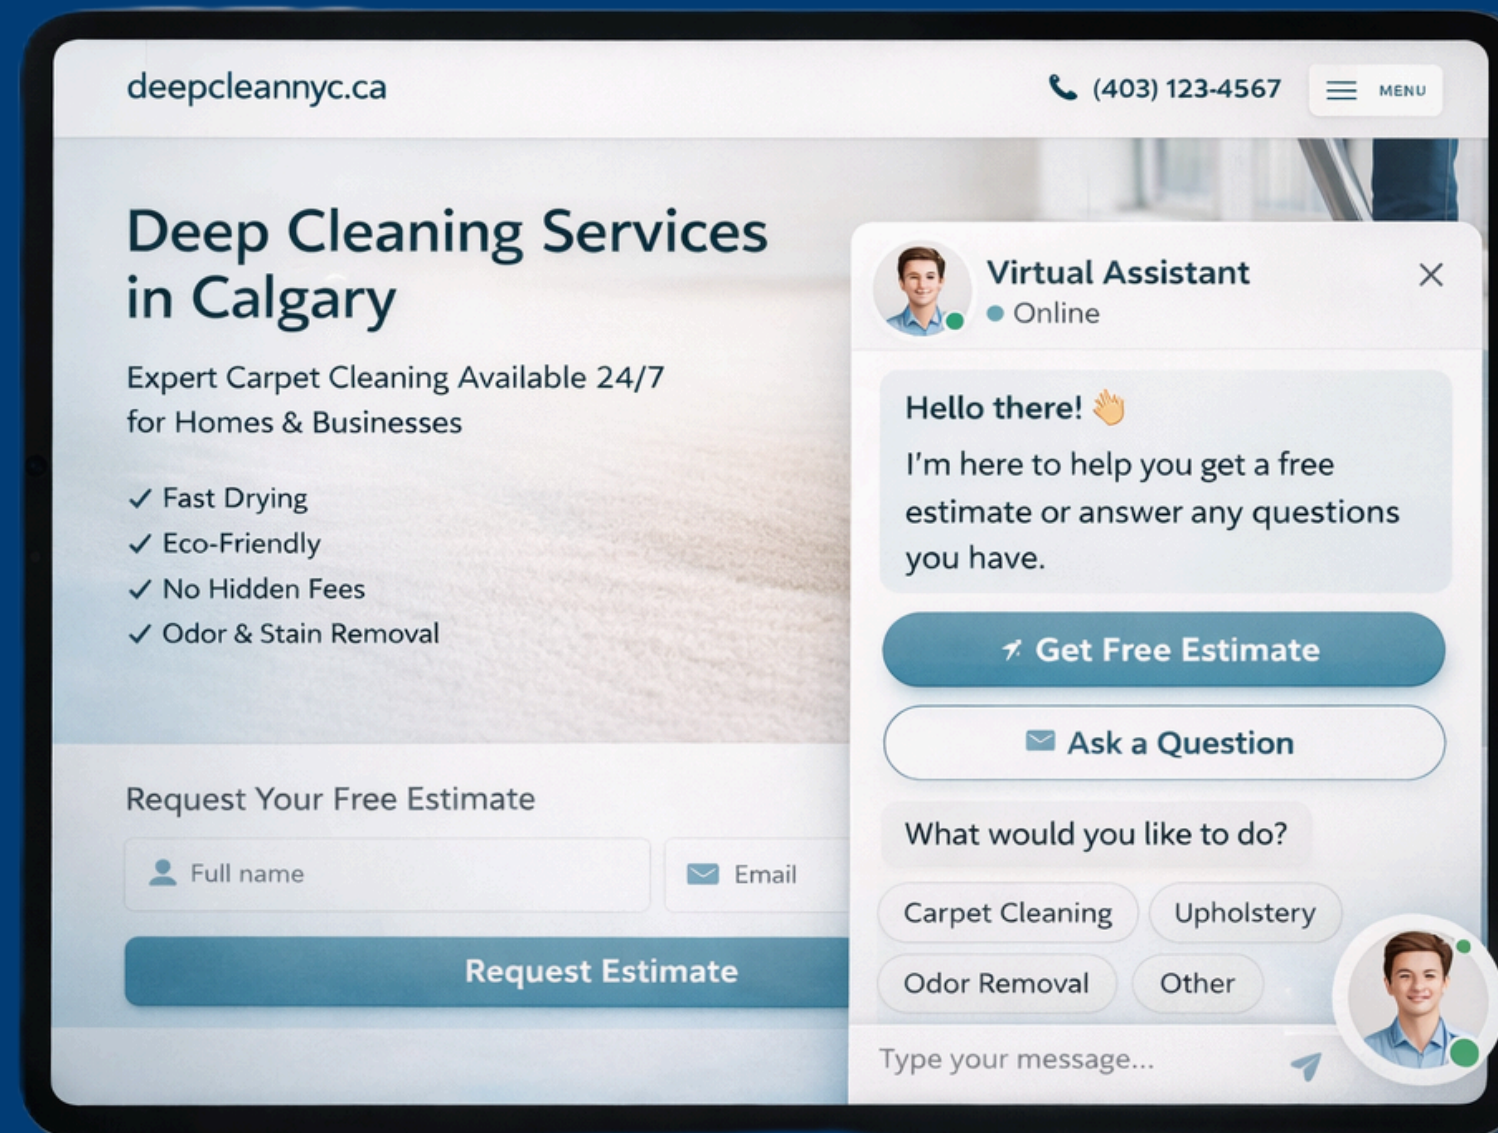 deepcleannyc.ca
(403) 123-4567
MENU
Deep Cleaning Services
in Calgary
Expert Carpet Cleaning Available 24/7
for Homes & Businesses
✓ Fast Drying
✓ Eco-Friendly
✓ No Hidden Fees
✓ Odor & Stain Removal
Request Your Free Estimate
Full name
Email
Request Estimate
Virtual Assistant
Online
Hello there! 👋
I'm here to help you get a free
estimate or answer any questions
you have.
Get Free Estimate
Ask a Question
What would you like to do?
Carpet Cleaning
Upholstery
Odor Removal
Other
Type your message...